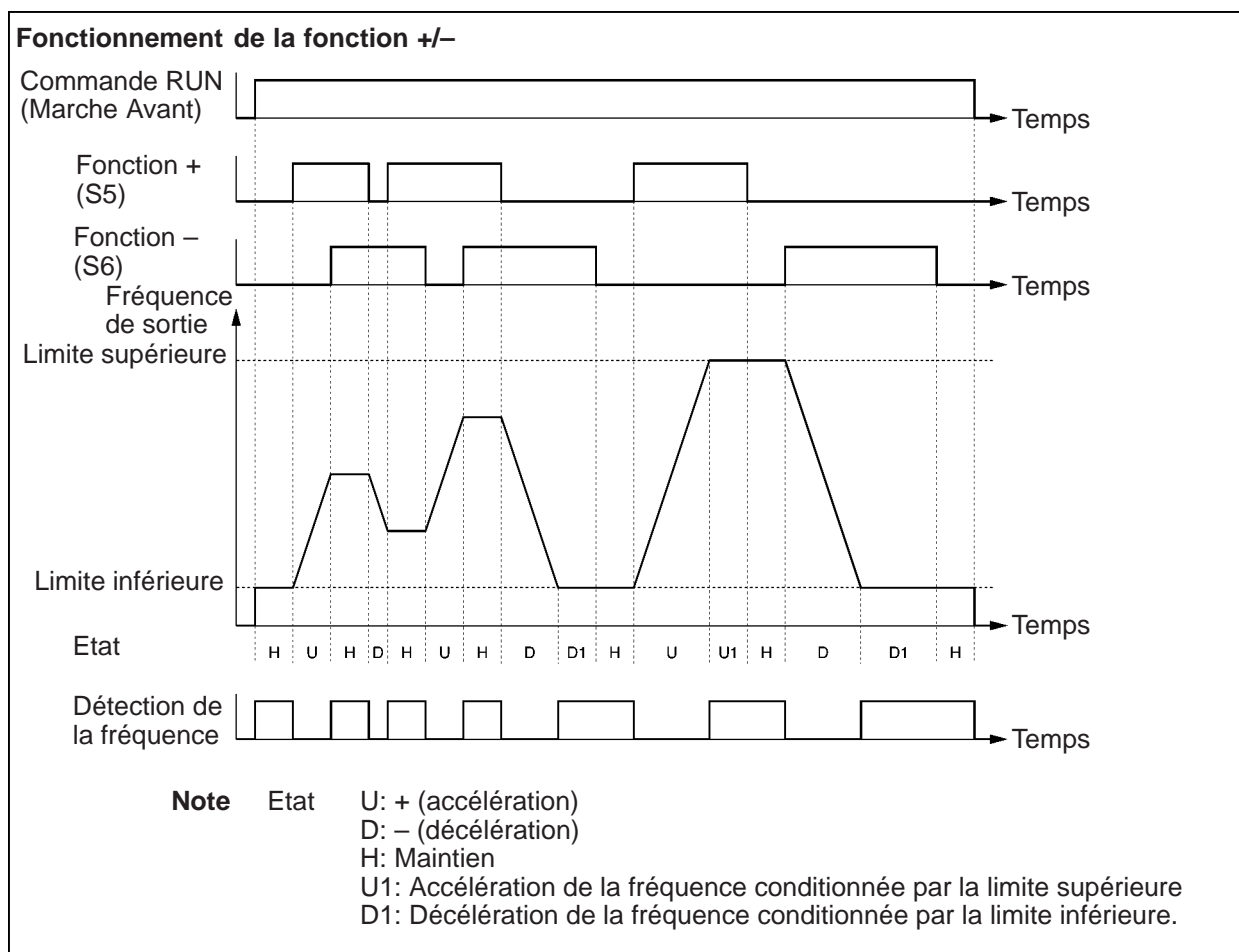 Fonctionnement de la fonction +/–
Commande RUN
(Marche Avant)
Temps
Fonction +
(S5)
Temps
Fonction –
(S6)
Temps
Fréquence
de sortie
Limite supérieure
Limite inférieure
Temps
Etat
H U H D H U H D D1 H U U1 H D D1 H
Détection de
la fréquence
Temps
Note Etat U: + (accélération)
D: – (décélération)
H: Maintien
U1: Accélération de la fréquence conditionnée par la limite supérieure
D1: Décélération de la fréquence conditionnée par la limite inférieure.